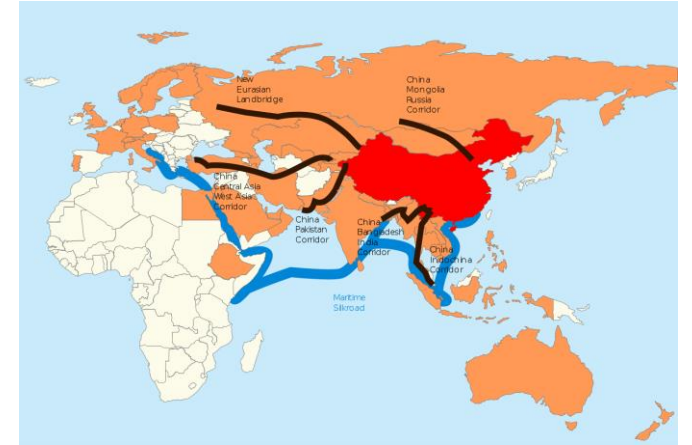 New
Eurasian
Landbridge
China
Mongolia
Russia
Corridor
China
Central Asia
West Asia
Corridor
China
Pakistan
Corridor
China
Bangladesh
India
Corridor
China
Indochina
Corridor
Maritime
Silkroad